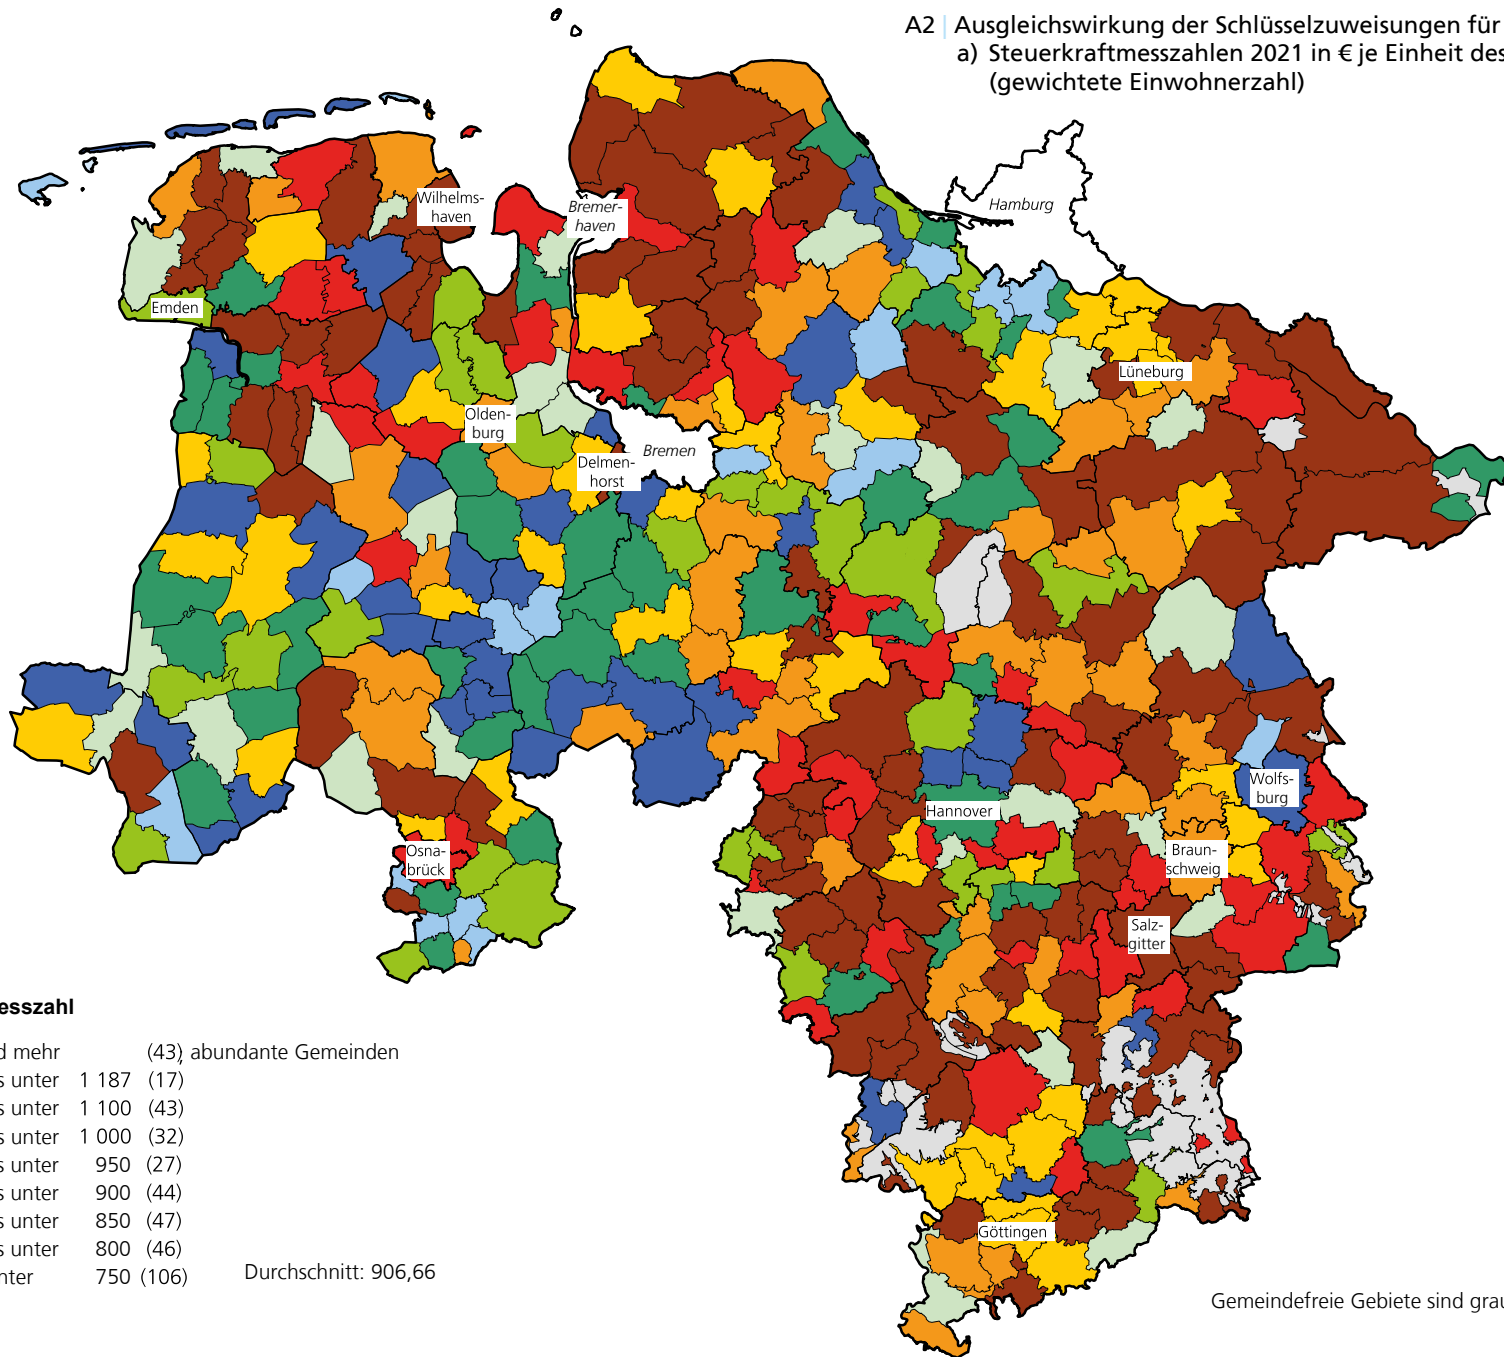 A2 | Ausgleichswirkung der Schlüsselzuweisungen für
a) Steuerkraftmesszahlen 2021 in € je Einheit des
(gewichtete Einwohnerzahl)
Hamburg
Wilhelms-
haven
Bremer-
haven
Emden
Lüneburg
Olden-
burg
Bremen
Delmen-
horst
Wolfs-
burg
Hannover
Osna-
brück
Braun-
schweig
Salz-
gitter
Göttingen
esszahl
d mehr (43) abundante Gemeinden
s unter 1 187 (17)
s unter 1 100 (43)
s unter 1 000 (32)
s unter 950 (27)
s unter 900 (44)
s unter 850 (47)
s unter 800 (46)
nter 750 (106)
Durchschnitt: 906,66
Gemeindefreie Gebiete sind grau